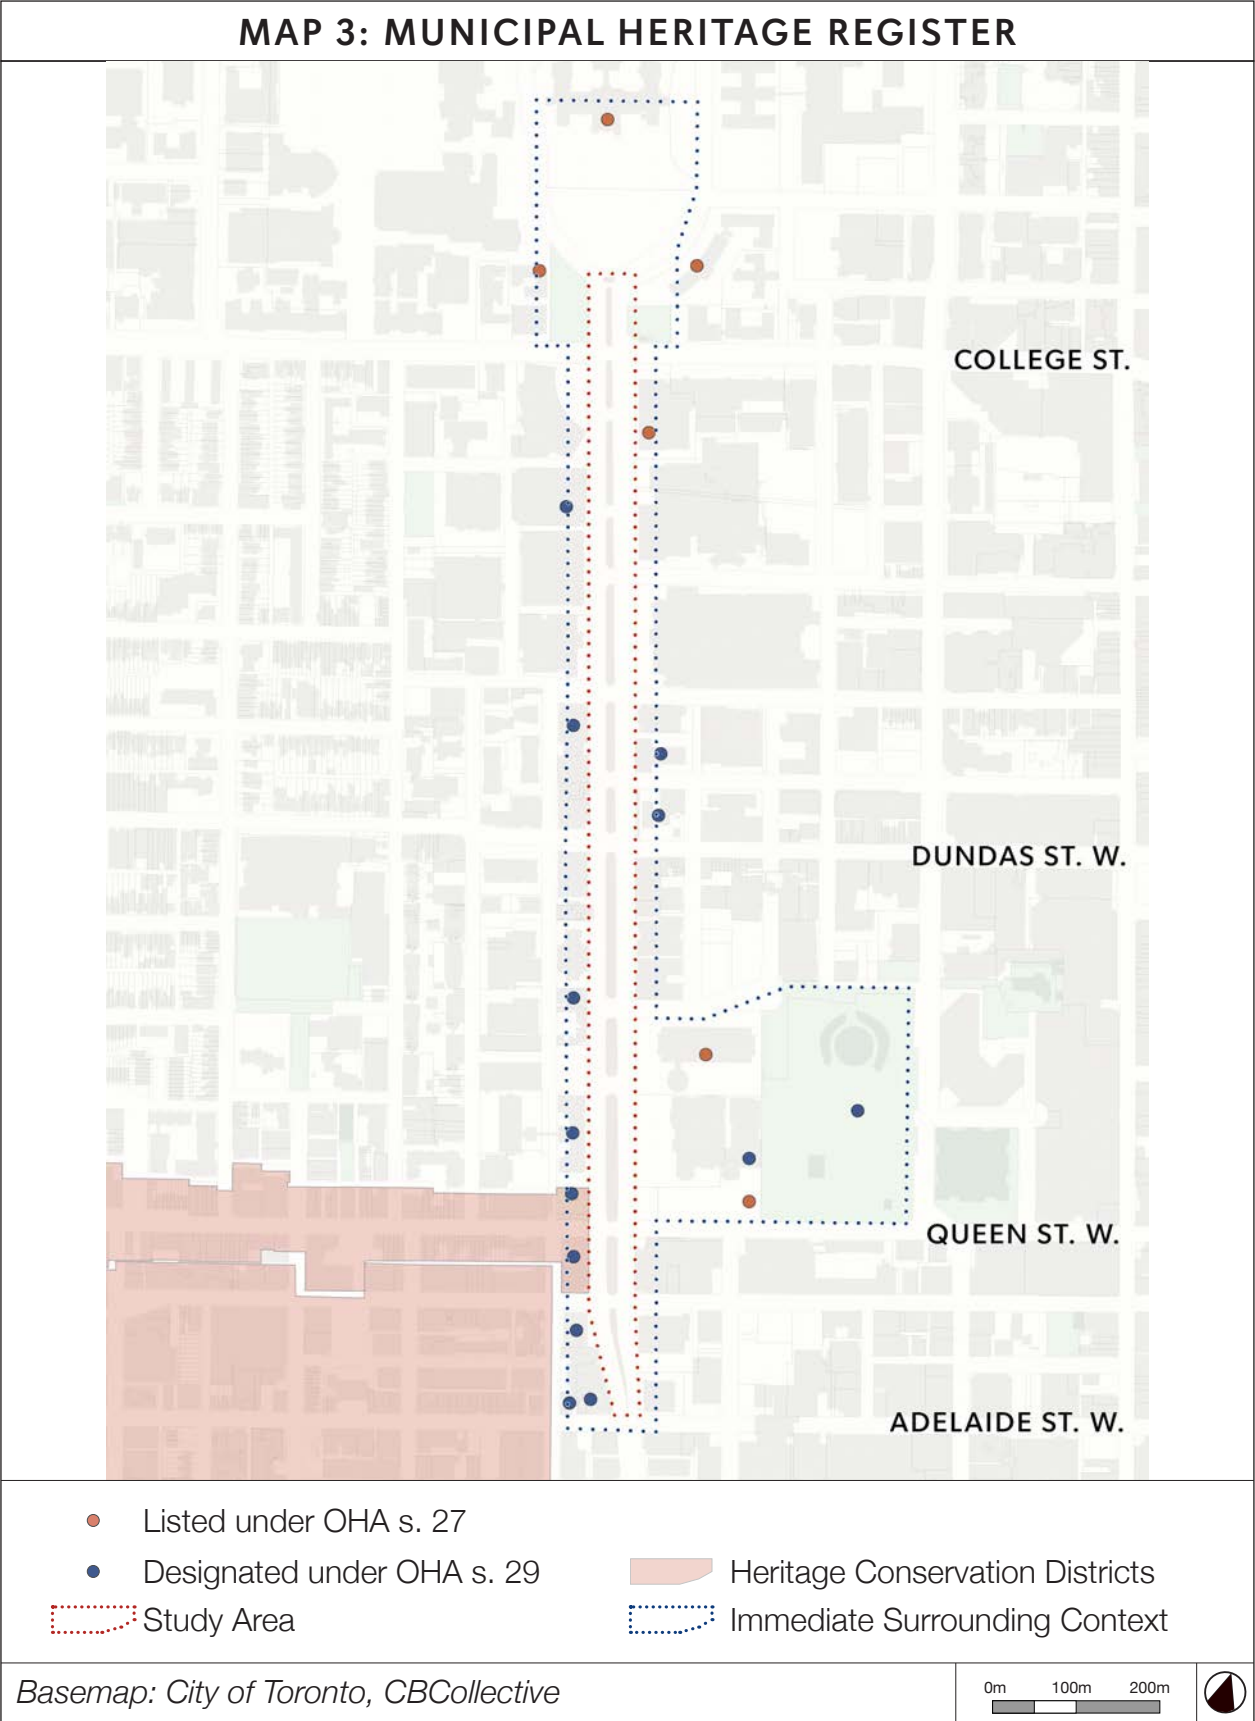 MAP 3: MUNICIPAL HERITAGE REGISTER
COLLEGE ST.
DUNDAS ST. W.
QUEEN ST. W.
ADELAIDE ST. W.
Listed under OHA s. 27
Designated under OHA s. 29
Heritage Conservation Districts
Study Area
Immediate Surrounding Context
Basemap: City of Toronto, CBCollective
0m 100m 200m